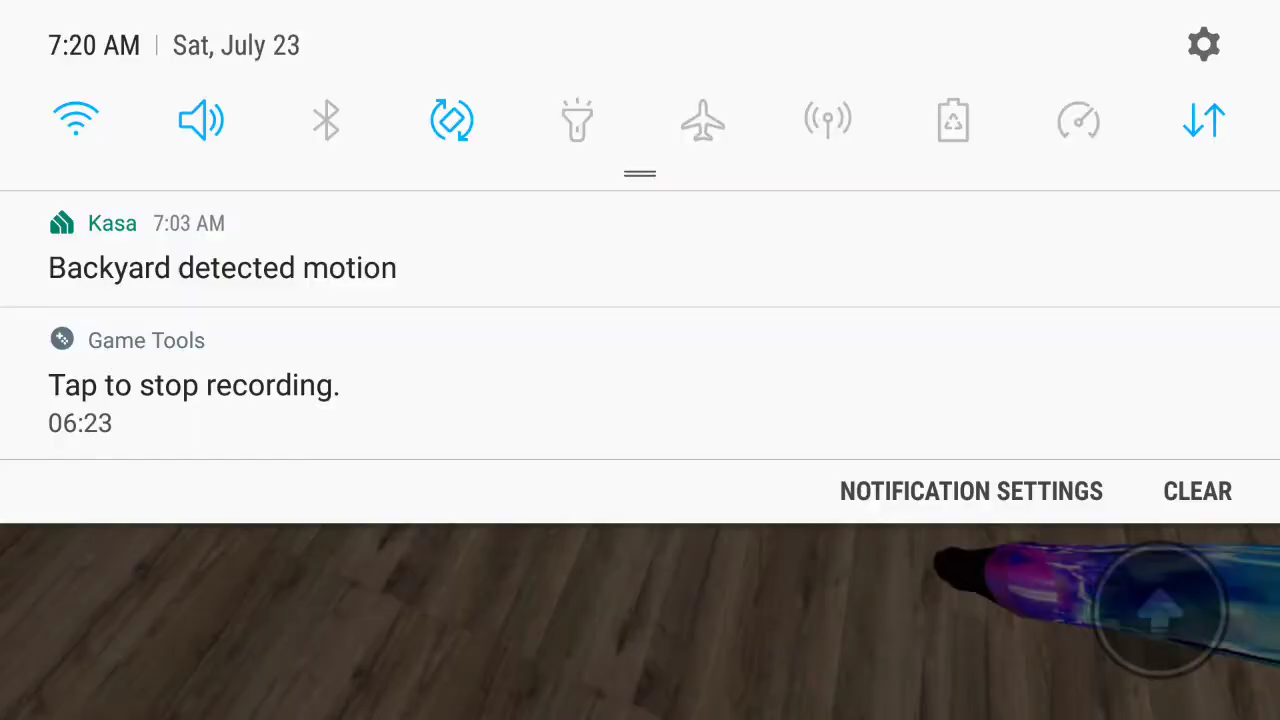 7:20 AM | Sat, July 23
Kasa 7:03 AM
Backyard detected motion
Game Tools
Tap to stop recording.
06:23
NOTIFICATION SETTINGS CLEAR